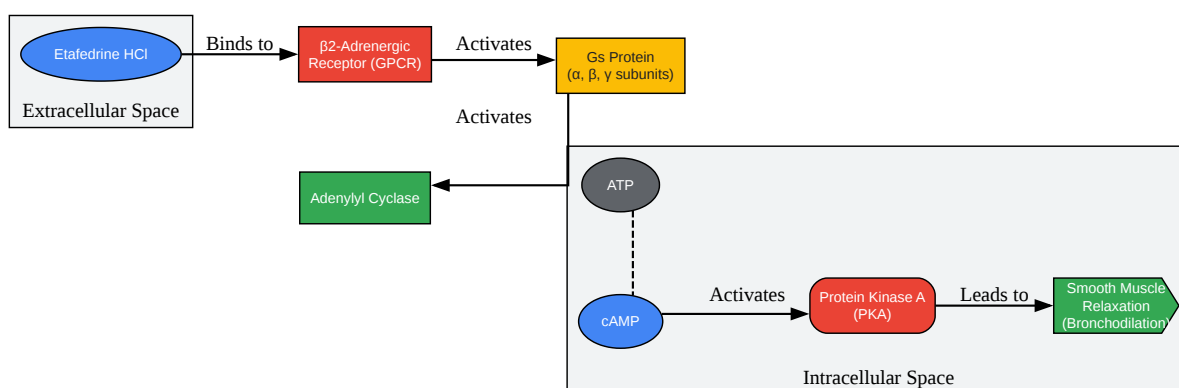 Etafedrine HCl
Extracellular Space
Binds to
β2-Adrenergic
Receptor (GPCR)
Activates
Gs Protein
(α, β, γ subunits)
Activates
Adenylyl Cyclase
ATP
cAMP
Activates
Protein Kinase A
(PKA)
Leads to
Smooth Muscle
Relaxation
(Bronchodilation)
Intracellular Space